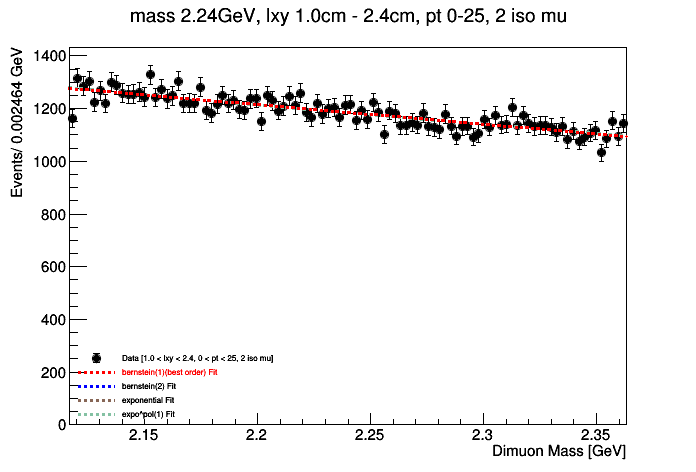 mass 2.24GeV, lxy 1.0cm - 2.4cm, pt 0-25, 2 iso mu
Events/ 0.002464 GeV
1400
1200
1000
800
600
400
200
0
Data [1.0 < lxy < 2.4, 0 < pt < 25, 2 iso mu]
bernstein(1)(best order) Fit
bernstein(2) Fit
exponential Fit
expo*pol(1) Fit
2.15 2.2 2.25 2.3 2.35
Dimuon Mass [GeV]